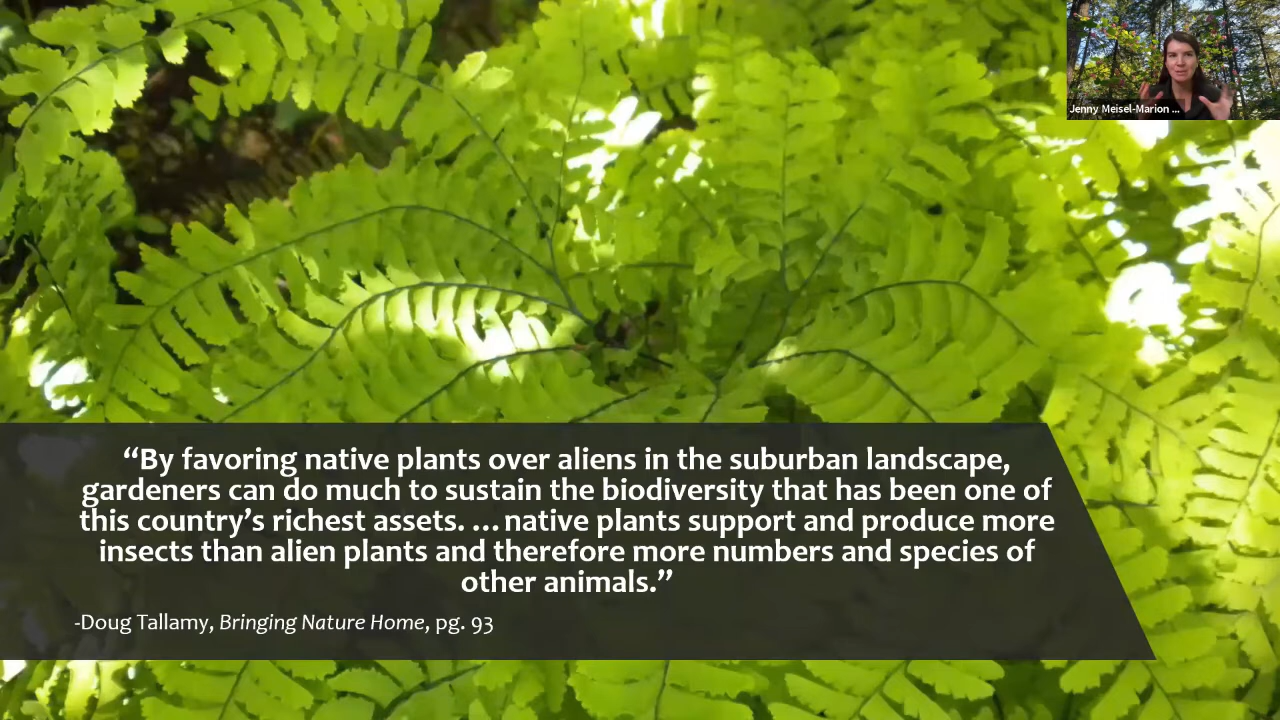 Jenny Meisel-Marion ...
“By favoring native plants over aliens in the suburban landscape,
gardeners can do much to sustain the biodiversity that has been one of
this country’s richest assets. …native plants support and produce more
insects than alien plants and therefore more numbers and species of
other animals.”
-Doug Tallamy, Bringing Nature Home, pg. 93